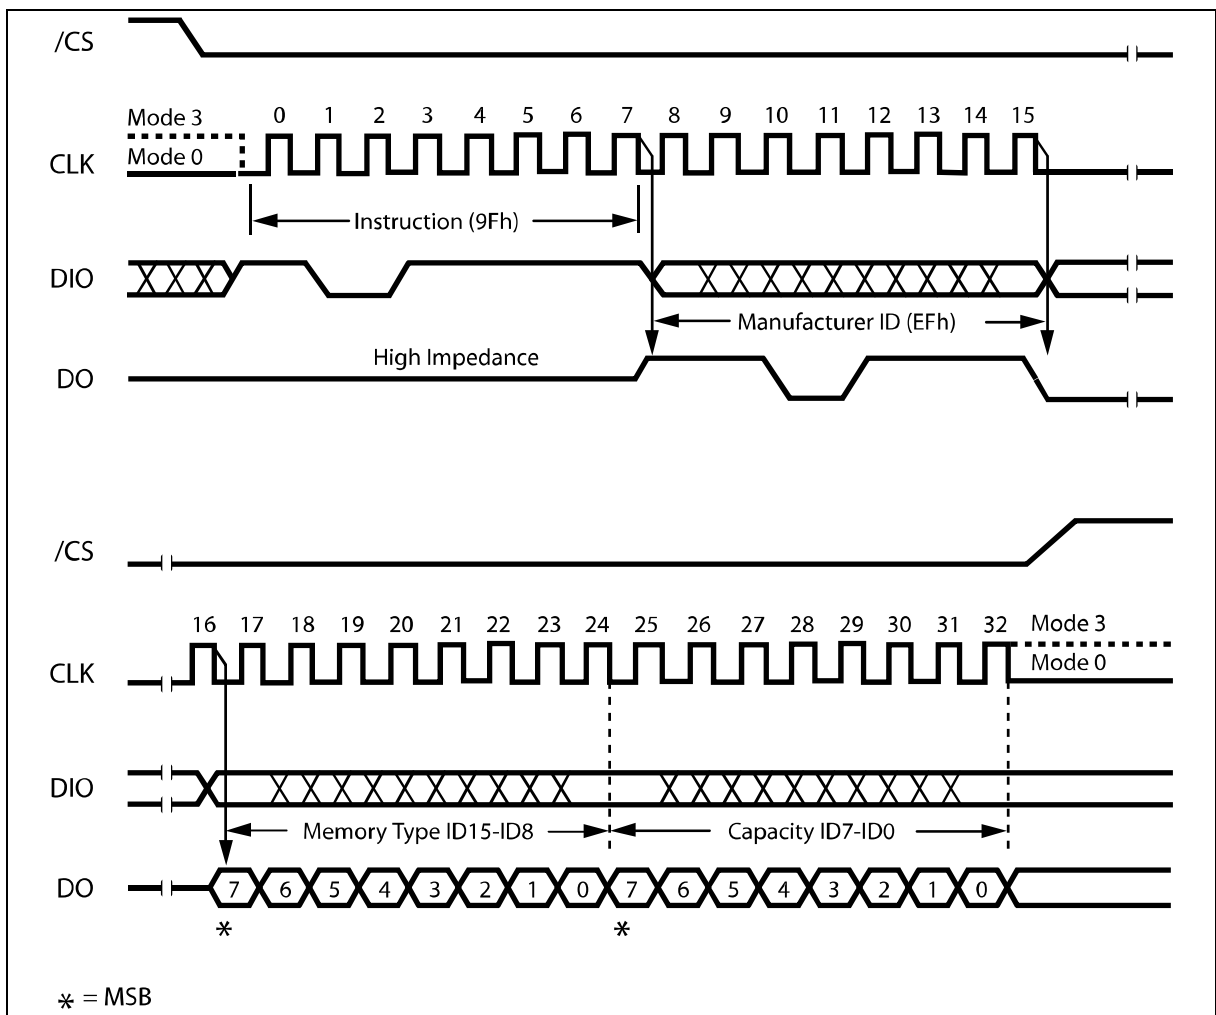 /CS
Mode 3
0 1 2 3 4 5 6 7 8 9 10 11 12 13 14 15
CLK
Mode 0
Instruction (9Fh)
DIO
Manufacturer ID (EFh)
High Impedance
DO
/CS
16 17 18 19 20 21 22 23 24 25 26 27 28 29 30 31 32
Mode 3
CLK
Mode 0
DIO
Memory Type ID15-ID8
Capacity ID7-ID0
DO
7 6 5 4 3 2 1 0 7 6 5 4 3 2 1 0
* *
* = MSB